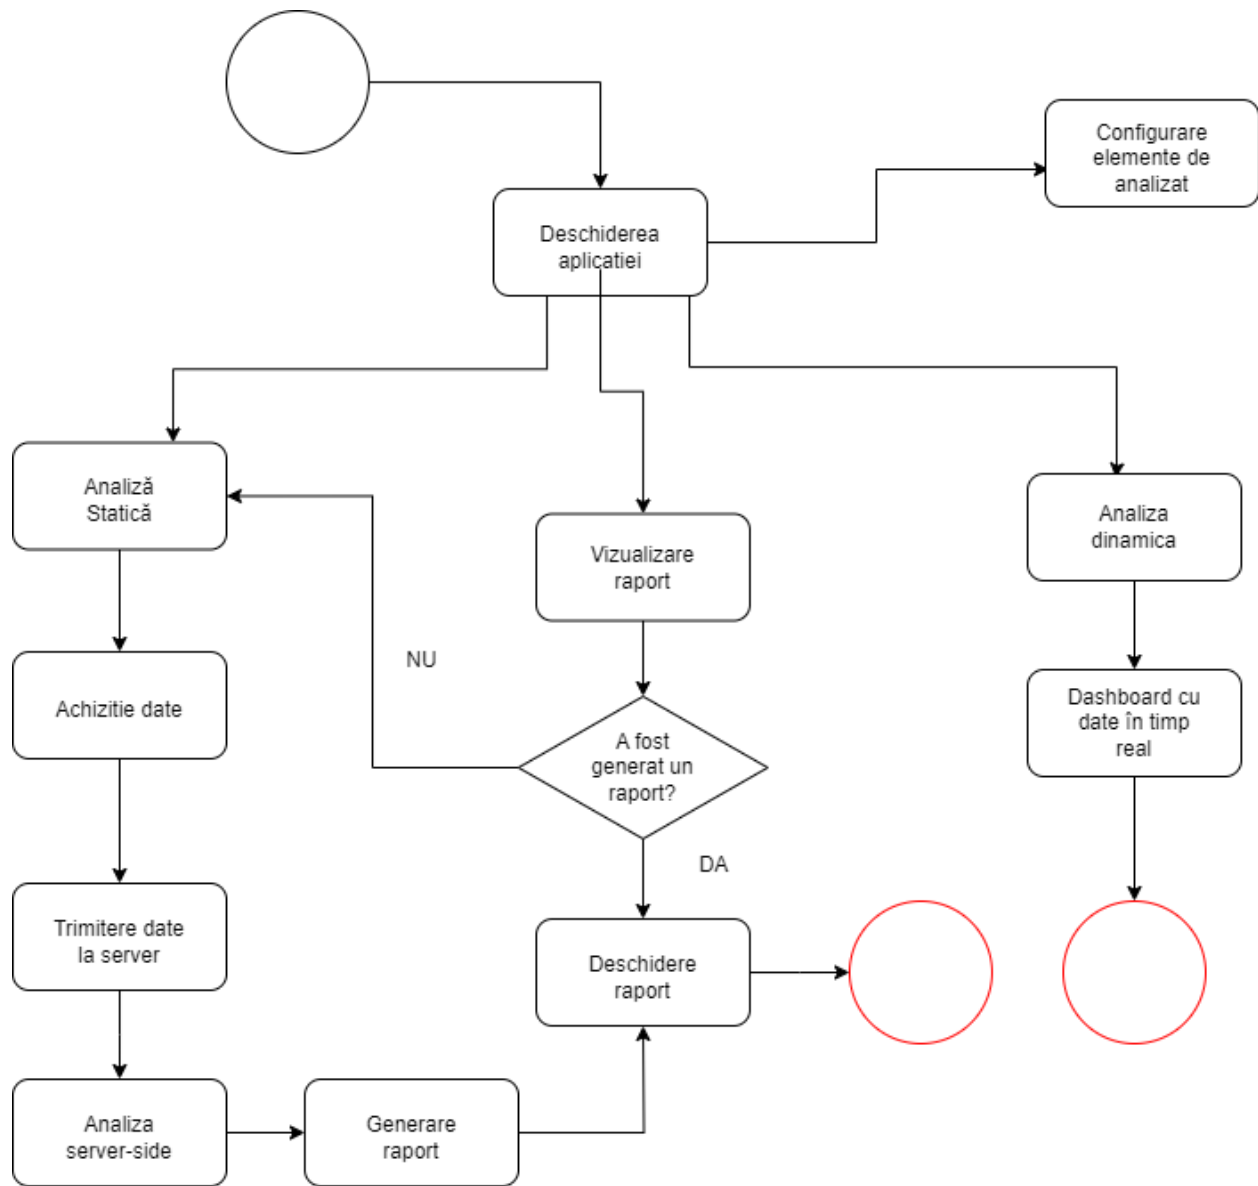 Configurare
elemente de
analizat
Deschiderea
aplicatiei
Analiză
Statică
Vizualizare
raport
Analiza
dinamica
NU
Achizitie date
Dashboard cu
date în timp
real
A fost
generat un
raport?
DA
Trimitere date
la server
Deschidere
raport
Analiza
server-side
Generare
raport